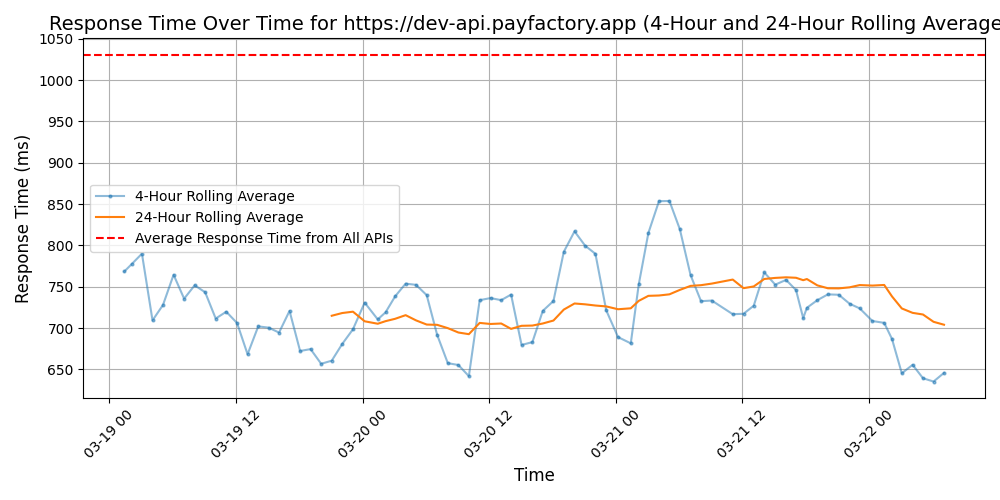 Response Time Over Time for https://dev-api.payfactory.app (4-Hour and 24-Hour Rolling Average
1050
1000
950
900
850
800
750
700
650
Response Time (ms)
4-Hour Rolling Average
24-Hour Rolling Average
Average Response Time from All APIs
03-19 00
03-19 12
03-20 00
03-20 12
03-21 00
03-21 12
03-22 00
Time